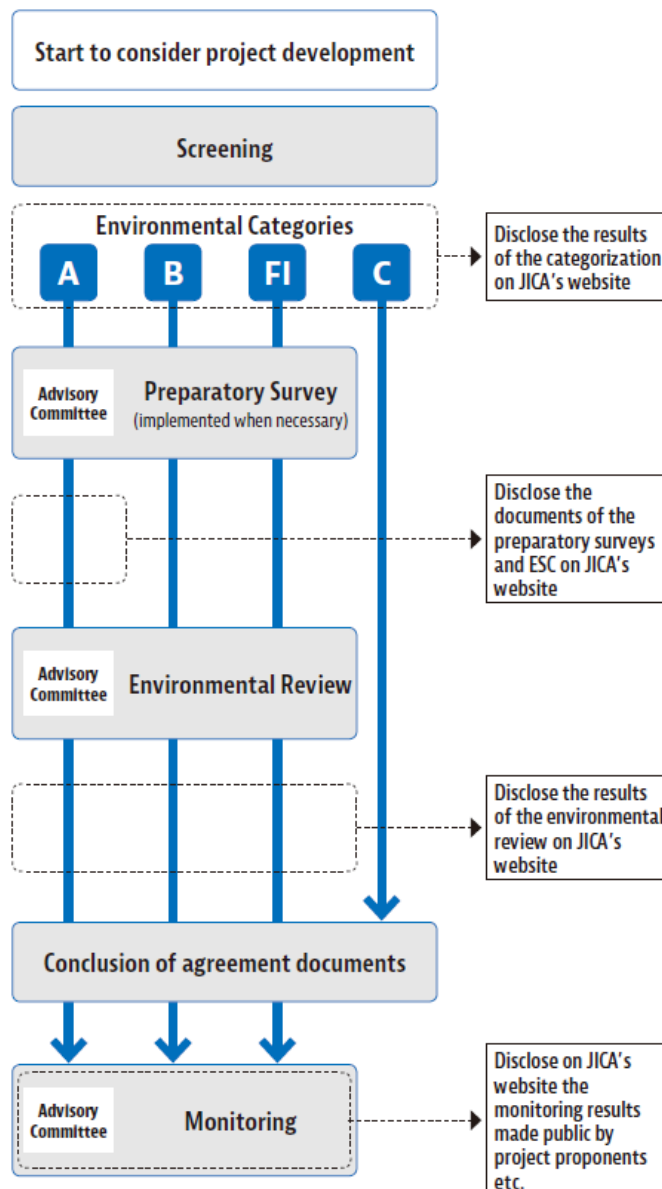 Start to consider project development
Screening
Environmental Categories
A
B
FI
C
Disclose the results
of the categorization
on JICA's website
Advisory
Committee
Preparatory Survey
(implemented when necessary)
Disclose the
documents of the
preparatory surveys
and ESC on JICA's
website
Advisory
Committee
Environmental Review
Disclose the results
of the environmental
review on JICA's
website
Conclusion of agreement documents
Advisory
Committee
Monitoring
Disclose on JICA's
website the
monitoring results
made public by
project proponents
etc.